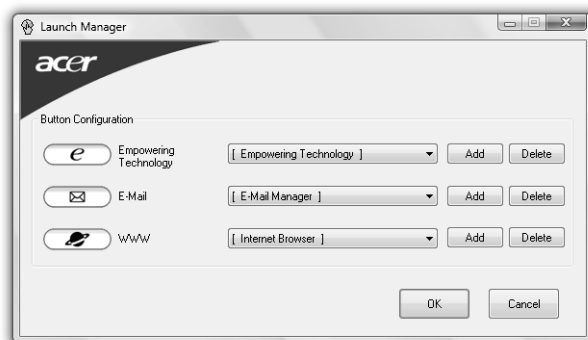 Launch Manager
acer
Button Configuration
e Empowering Technology [ Empowering Technology ] Add Delete
E-Mail [ E-Mail Manager ] Add Delete
WWW [ Internet Browser ] Add Delete
OK Cancel